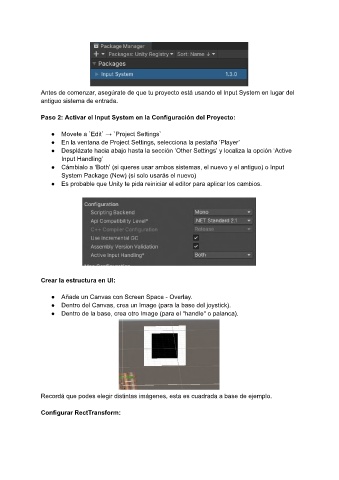 Package Manager
+ Packages: Unity Registry Sort: Name ↓
Packages
Input System 1.3.0
Antes de comenzar, asegúrate de que tu proyecto está usando el Input System en lugar del
antiguo sistema de entrada.
Paso 2: Activar el Input System en la Configuración del Proyecto:
● Movete a `Edit` → `Project Settings`
● En la ventana de Project Settings, selecciona la pestaña `Player`
● Desplázate hacia abajo hasta la sección 'Other Settings' y localiza la opción 'Active
Input Handling'
● Cámbialo a 'Both' (si queres usar ambos sistemas, el nuevo y el antiguo) o Input
System Package (New) (si solo usarás el nuevo)
● Es probable que Unity te pida reiniciar el editor para aplicar los cambios.
Configuration
Scripting Backend Mono
Api Compatibility Level* .NET Standard 2.1
C++ Compiler Configuration Release
Use incremental GC
Assembly Version Validation
Active Input Handling* Both
Crear la estructura en UI:
● Añade un Canvas con Screen Space - Overlay.
● Dentro del Canvas, crea un Image (para la base del joystick).
● Dentro de la base, crea otro Image (para el "handle" o palanca).
Recordá que podes elegir distintas imágenes, esta es cuadrada a base de ejemplo.
Configurar RectTransform: